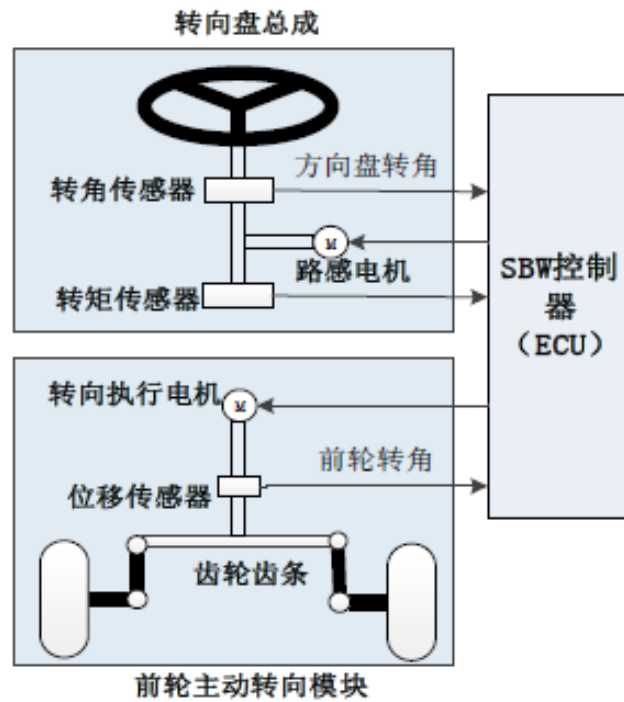 转向盘总成
方向盘转角
转角传感器
M
路感电机
转矩传感器
SBW控制
器
（ECU）
转向执行电机
M
前轮转角
位移传感器
齿轮齿条
前轮主动转向模块